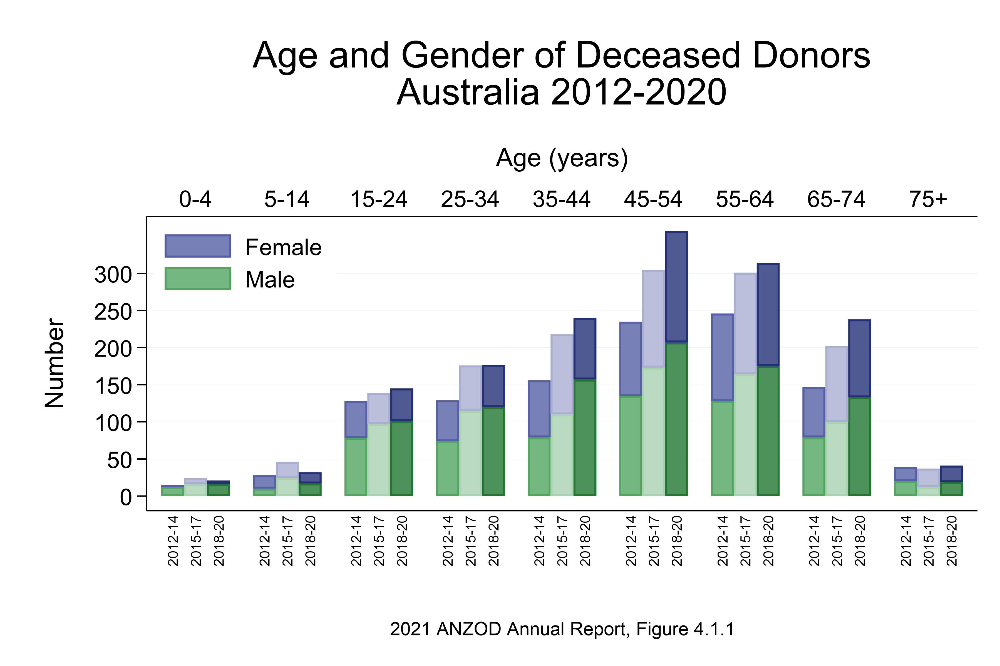 Age and Gender of Deceased Donors
Australia 2012-2020
Age (years)
0-4 5-14 15-24 25-34 35-44 45-54 55-64 65-74 75+
Female
Male
Number
300
250
200
150
100
50
0
2012-14 2015-17 2018-20 2012-14 2015-17 2018-20 2012-14 2015-17 2018-20 2012-14 2015-17 2018-20 2012-14 2015-17 2018-20 2012-14 2015-17 2018-20 2012-14 2015-17 2018-20 2012-14 2015-17 2018-20 2012-14 2015-17 2018-20
2021 ANZOD Annual Report, Figure 4.1.1